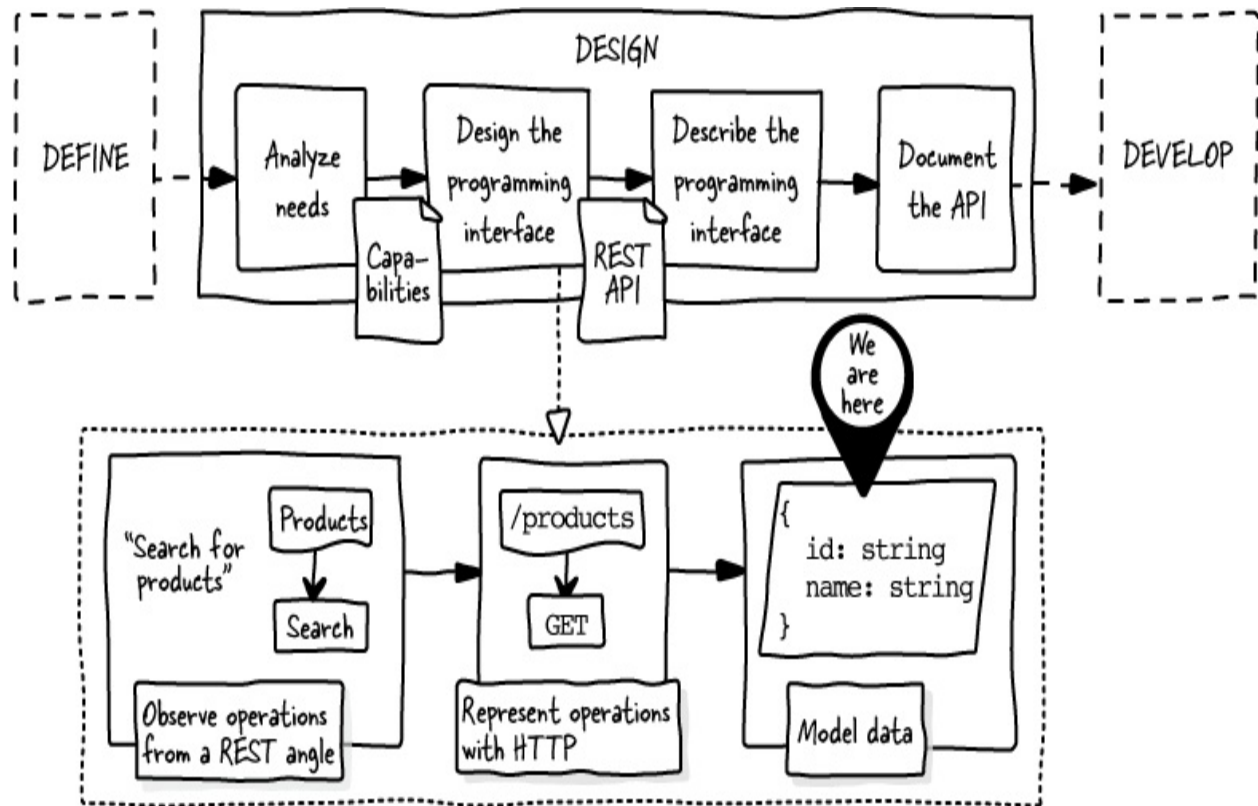 DESIGN
DEFINE
Analyze
needs
Capa-
bilities
Design the
programming
interface
REST
API
Describe the
programming
interface
Document
the API
DEVELOP
We
are
here
"Search for
products"
Products
Search
Observe operations
from a REST angle
/products
GET
Represent operations
with HTTP
{
id: string
name: string
}
Model data